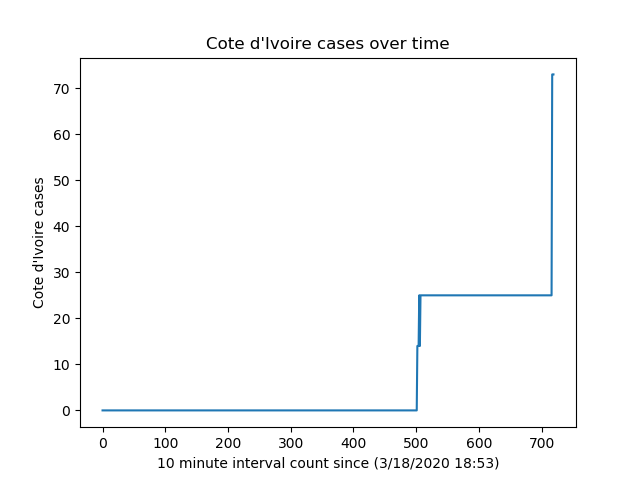 Cote d'Ivoire cases over time
Cote d'Ivoire cases
70
60
50
40
30
20
10
0
0 100 200 300 400 500 600 700
10 minute interval count since (3/18/2020 18:53)